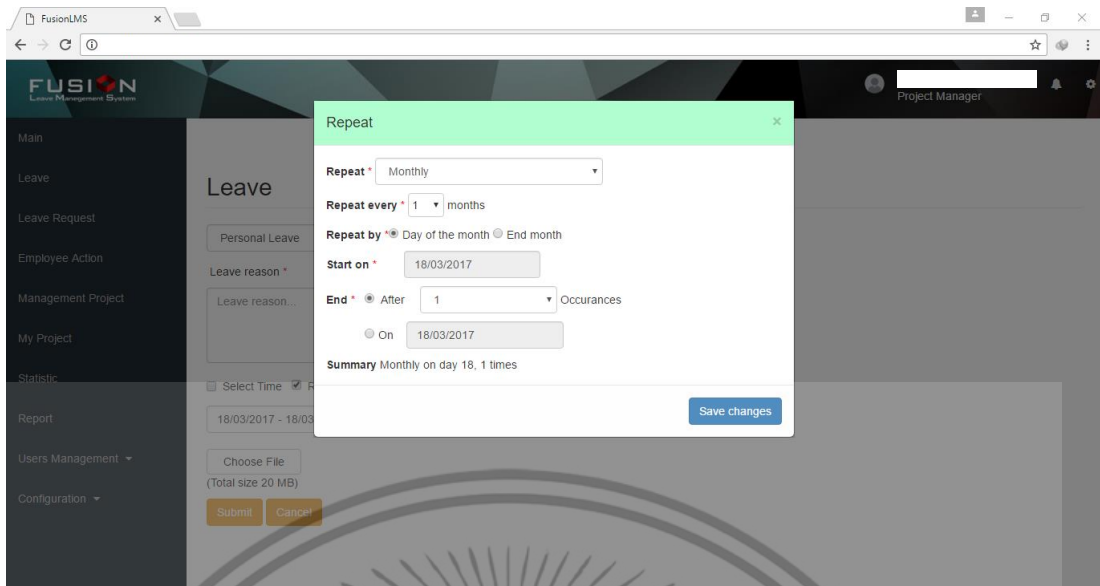 FusionLMS
FUSION
Leave Management System
Project Manager
Main
Leave
Leave Request
Employee Action
Management Project
My Project
Statistic
Report
Users Management
Configuration
Leave
Personal Leave
Leave reason *
Leave reason...
Select Time R
18/03/2017 - 18/03
Choose File
(Total size 20 MB)
Submit Cancel
Repeat ×
Repeat * Monthly
Repeat every * 1 months
Repeat by * Day of the month End month
Start on * 18/03/2017
End * After 1 Occurances
On 18/03/2017
Summary Monthly on day 18, 1 times
Save changes